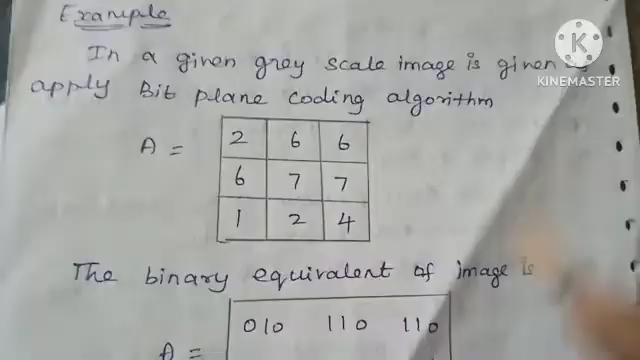 Example
In a given grey scale image is given
KINEMASTER
apply Bit plane coding algorithm
A =
2 6 6
6 7 7
1 2 4
The binary equivalent of image is
A =
010 110 110